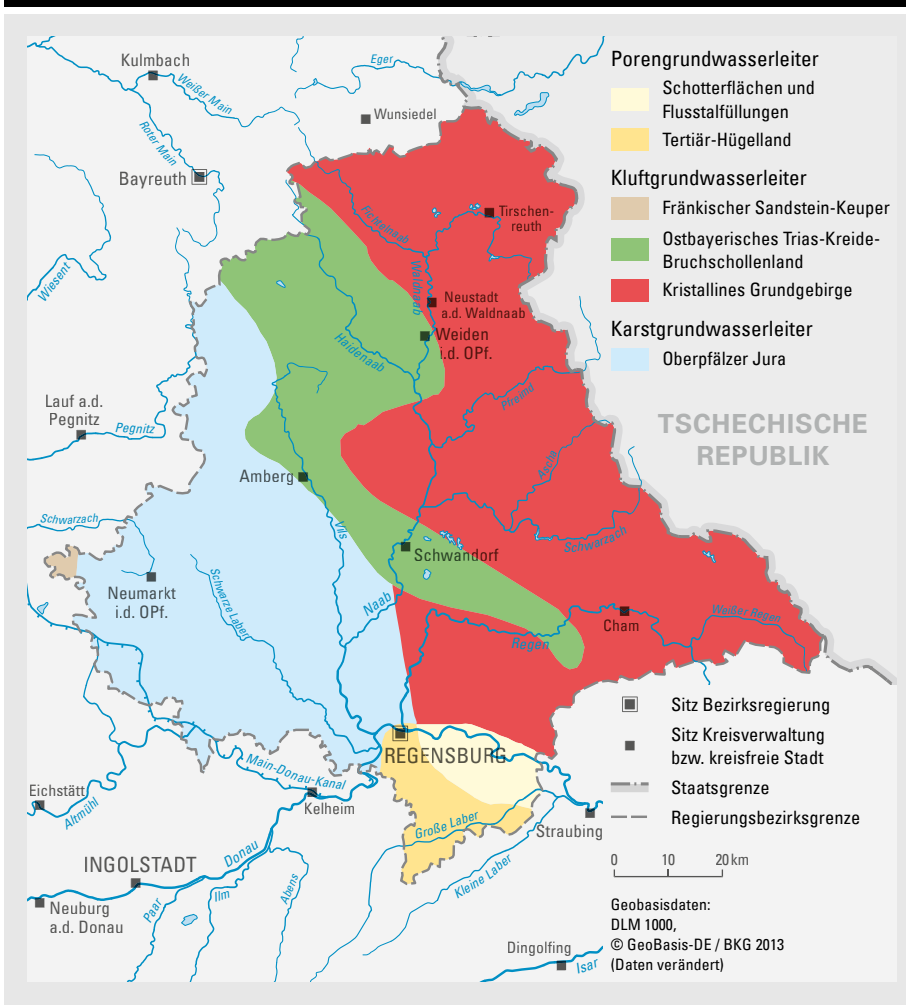 Kulmbach
Weißer Main
Eger
Wunsiedel
Roter Main
Bayreuth
Tirschen-
reuth
Fichtelnaab
Waldnaab
Wiesent
Neustadt
a.d. Waldnaab
Weiden
i.d. OPf.
Haidenaab
Pfreimd
Lauf a.d.
Pegnitz
Pegnitz
Amberg
Ascha
Schwarzach
Vils
Schwarzach
Schwandorf
Neumarkt
i.d. OPf.
Schwarze Laber
Naab
Cham
Weißer Regen
Regen
REGENSBURG
Main-Donau-Kanal
Eichstätt
Altmühl
Kelheim
Große Laber
Straubing
Kleine Laber
Donau
INGOLSTADT
Paar
Ilm
Abens
Neuburg
a.d. Donau
Dingolfing
Isar
TSCHECHISCHE
REPUBLIK
Porengrundwasserleiter
Schotterflächen und
Flusstalfüllungen
Tertiär-Hügelland
Kluftgrundwasserleiter
Fränkischer Sandstein-Keuper
Ostbayerisches Trias-Kreide-
Bruchschollenland
Kristallines Grundgebirge
Karstgrundwasserleiter
Oberpfälzer Jura
Sitz Bezirksregierung
Sitz Kreisverwaltung
bzw. kreisfreie Stadt
Staatsgrenze
Regierungsbezirksgrenze
0 10 20 km
Geobasisdaten:
DLM 1000,
© GeoBasis-DE / BKG 2013
(Daten verändert)